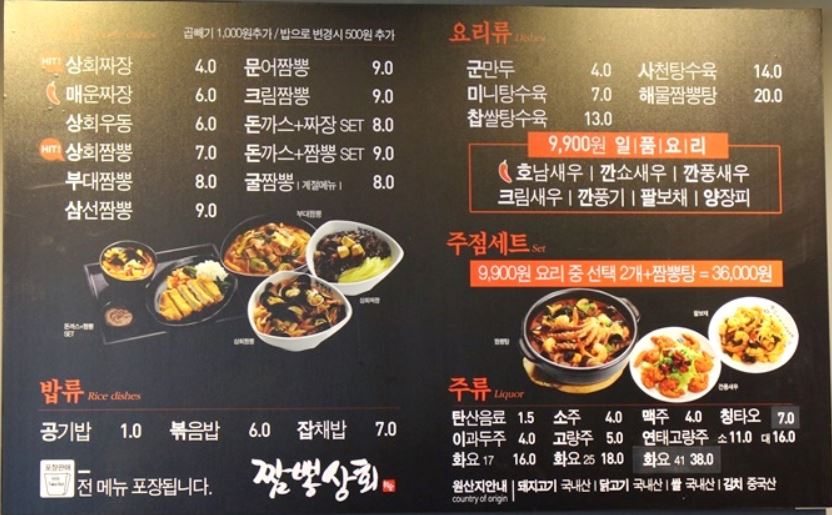 곱빼기 1,000원추가 / 밥으로 변경시 500원 추가
HIT! 상회짜장 4.0
매운짜장 6.0
상회우동 6.0
HIT! 상회짬뽕 7.0
부대짬뽕 8.0
삼선짬뽕 9.0
문어짬뽕 9.0
크림짬뽕 9.0
돈까스+짜장 SET 8.0
돈까스+짬뽕 SET 9.0
굴짬뽕 | 계절메뉴 | 8.0
부대짬뽕
상회짜장
돈까스+짬뽕
SET
상회짬뽕
밥류 Rice dishes
공기밥 1.0 볶음밥 6.0 잡채밥 7.0
포장판매
전 메뉴 포장됩니다.
짬뽕상회
요리류 Dishes
군만두 4.0 사천탕수육 14.0
미니탕수육 7.0 해물짬뽕탕 20.0
찹쌀탕수육 13.0
9,900원 일|품|요|리
호남새우 | 깐쇼새우 | 깐풍새우
크림새우 | 깐풍기 | 팔보채 | 양장피
주점세트 Set
9,900원 요리 중 선택 2개+짬뽕탕 = 36,000원
짬뽕탕
팔보채
깐풍새우
주류 Liquor
탄산음료 1.5 소주 4.0 맥주 4.0 칭타오 7.0
이과두주 4.0 고량주 5.0 연태고량주 소 11.0 대 16.0
화요 17 16.0 화요 25 18.0 화요 41 38.0
원산지안내 | 돼지고기 국내산 | 닭고기 국내산 | 쌀 국내산 | 김치 중국산
country of origin